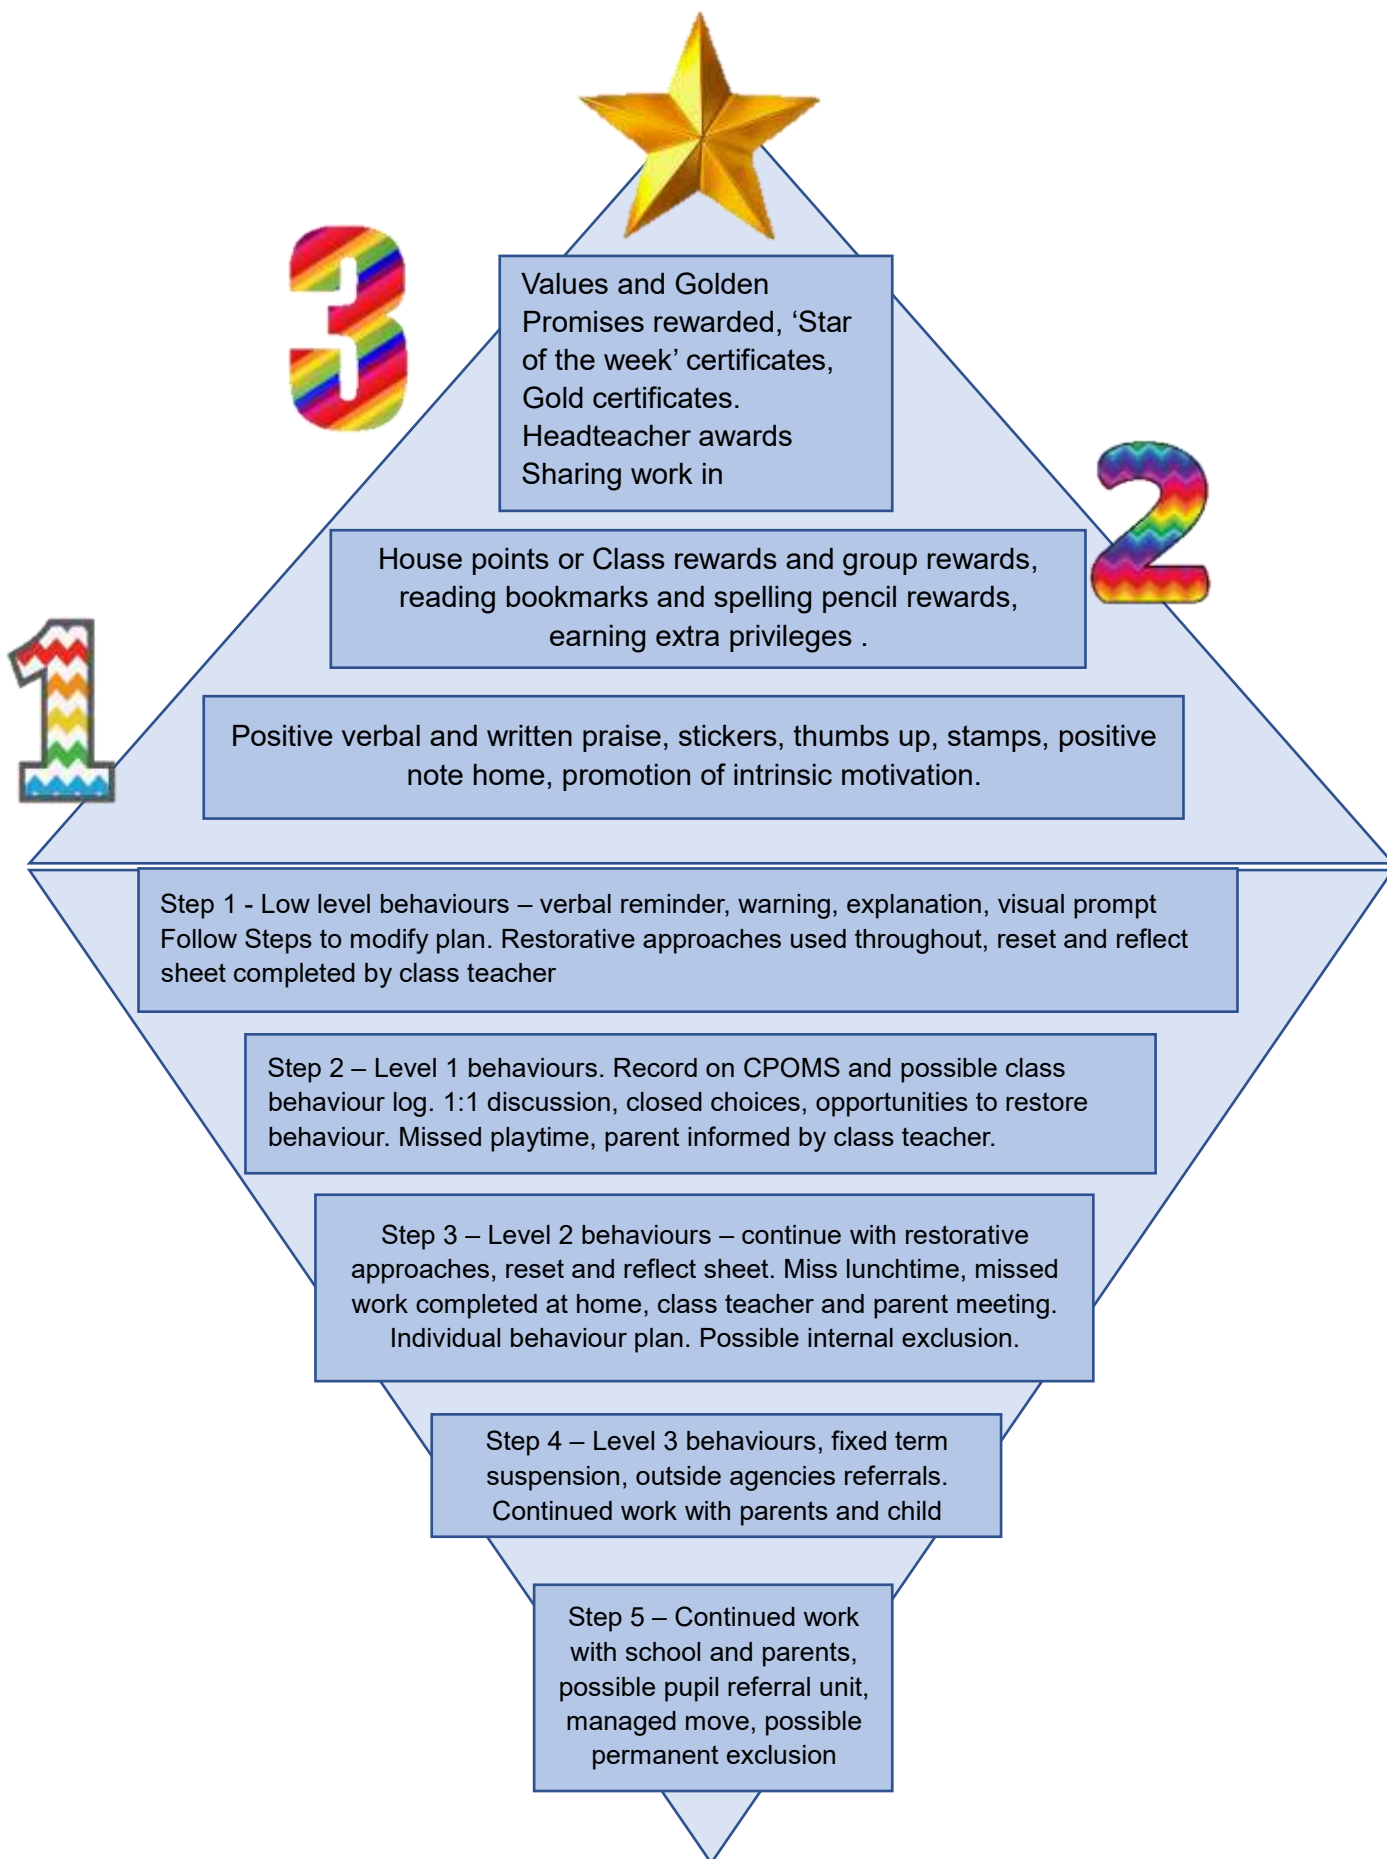 3
Values and Golden
Promises rewarded, ‘Star
of the week’ certificates,
Gold certificates.
Headteacher awards
Sharing work in
2
House points or Class rewards and group rewards,
reading bookmarks and spelling pencil rewards,
earning extra privileges .
1
Positive verbal and written praise, stickers, thumbs up, stamps, positive
note home, promotion of intrinsic motivation.
Step 1 - Low level behaviours – verbal reminder, warning, explanation, visual prompt
Follow Steps to modify plan. Restorative approaches used throughout, reset and reflect
sheet completed by class teacher
Step 2 – Level 1 behaviours. Record on CPOMS and possible class
behaviour log. 1:1 discussion, closed choices, opportunities to restore
behaviour. Missed playtime, parent informed by class teacher.
Step 3 – Level 2 behaviours – continue with restorative
approaches, reset and reflect sheet. Miss lunchtime, missed
work completed at home, class teacher and parent meeting.
Individual behaviour plan. Possible internal exclusion.
Step 4 – Level 3 behaviours, fixed term
suspension, outside agencies referrals.
Continued work with parents and child
Step 5 – Continued work
with school and parents,
possible pupil referral unit,
managed move, possible
permanent exclusion